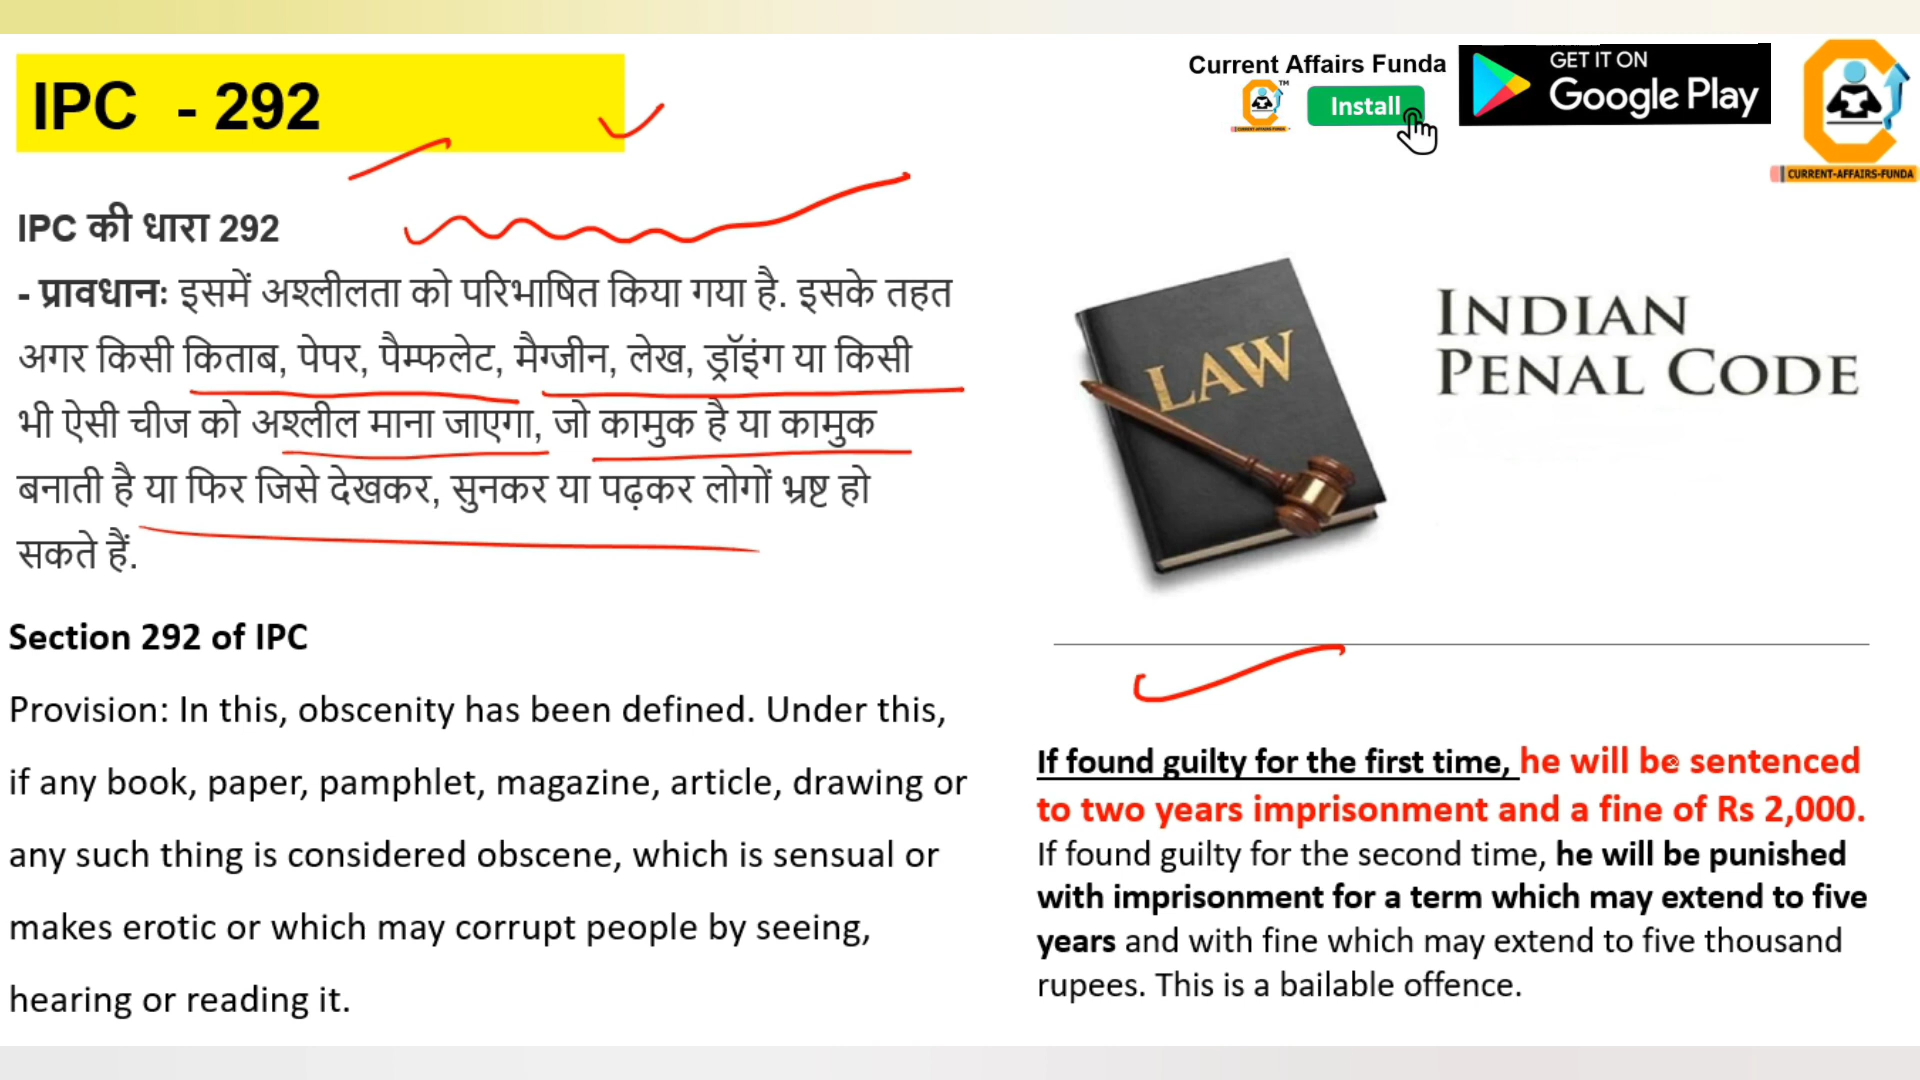 IPC - 292
Current Affairs Funda
TM
Install
GET IT ON
Google Play
CURRENT-AFFAIRS-FUNDA
IPC की धारा 292
- प्रावधानः इसमें अश्लीलता को परिभाषित किया गया है. इसके तहत
अगर किसी किताब, पेपर, पैम्फलेट, मैग्जीन, लेख, ड्रॉइंग या किसी
भी ऐसी चीज को अश्लील माना जाएगा, जो कामुक है या कामुक
बनाती है या फिर जिसे देखकर, सुनकर या पढ़कर लोगों भ्रष्ट हो
सकते हैं.
LAW
INDIAN
PENAL CODE
Section 292 of IPC
Provision: In this, obscenity has been defined. Under this,
if any book, paper, pamphlet, magazine, article, drawing or
any such thing is considered obscene, which is sensual or
makes erotic or which may corrupt people by seeing,
hearing or reading it.
If found guilty for the first time, he will be sentenced
to two years imprisonment and a fine of Rs 2,000.
If found guilty for the second time, he will be punished
with imprisonment for a term which may extend to five
years and with fine which may extend to five thousand
rupees. This is a bailable offence.